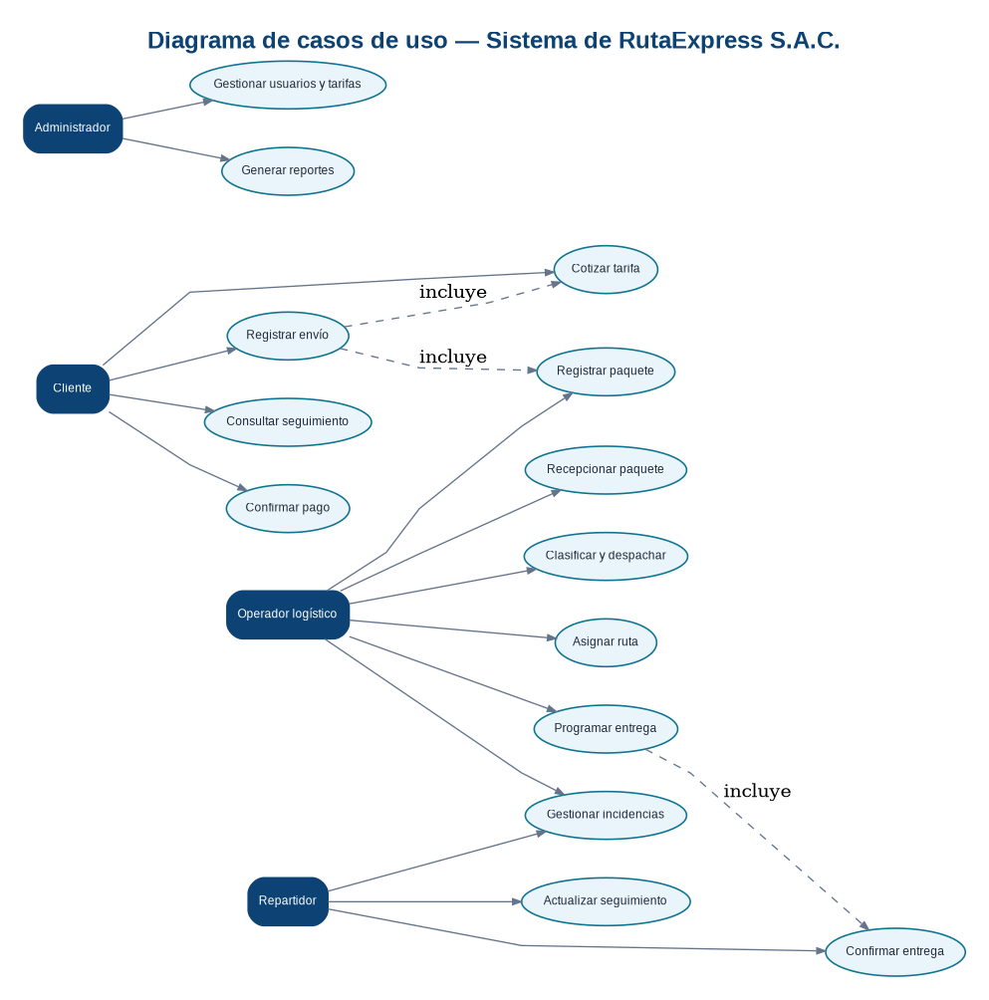 Diagrama de casos de uso — Sistema de RutaExpress S.A.C.
Gestionar usuarios y tarifas
Administrador
Generar reportes
Cotizar tarifa
incluye
Registrar envío
incluye
Registrar paquete
Cliente
Consultar seguimiento
Recepcionar paquete
Confirmar pago
Clasificar y despachar
Operador logístico
Asignar ruta
Programar entrega
incluye
Gestionar incidencias
Repartidor
Actualizar seguimiento
Confirmar entrega